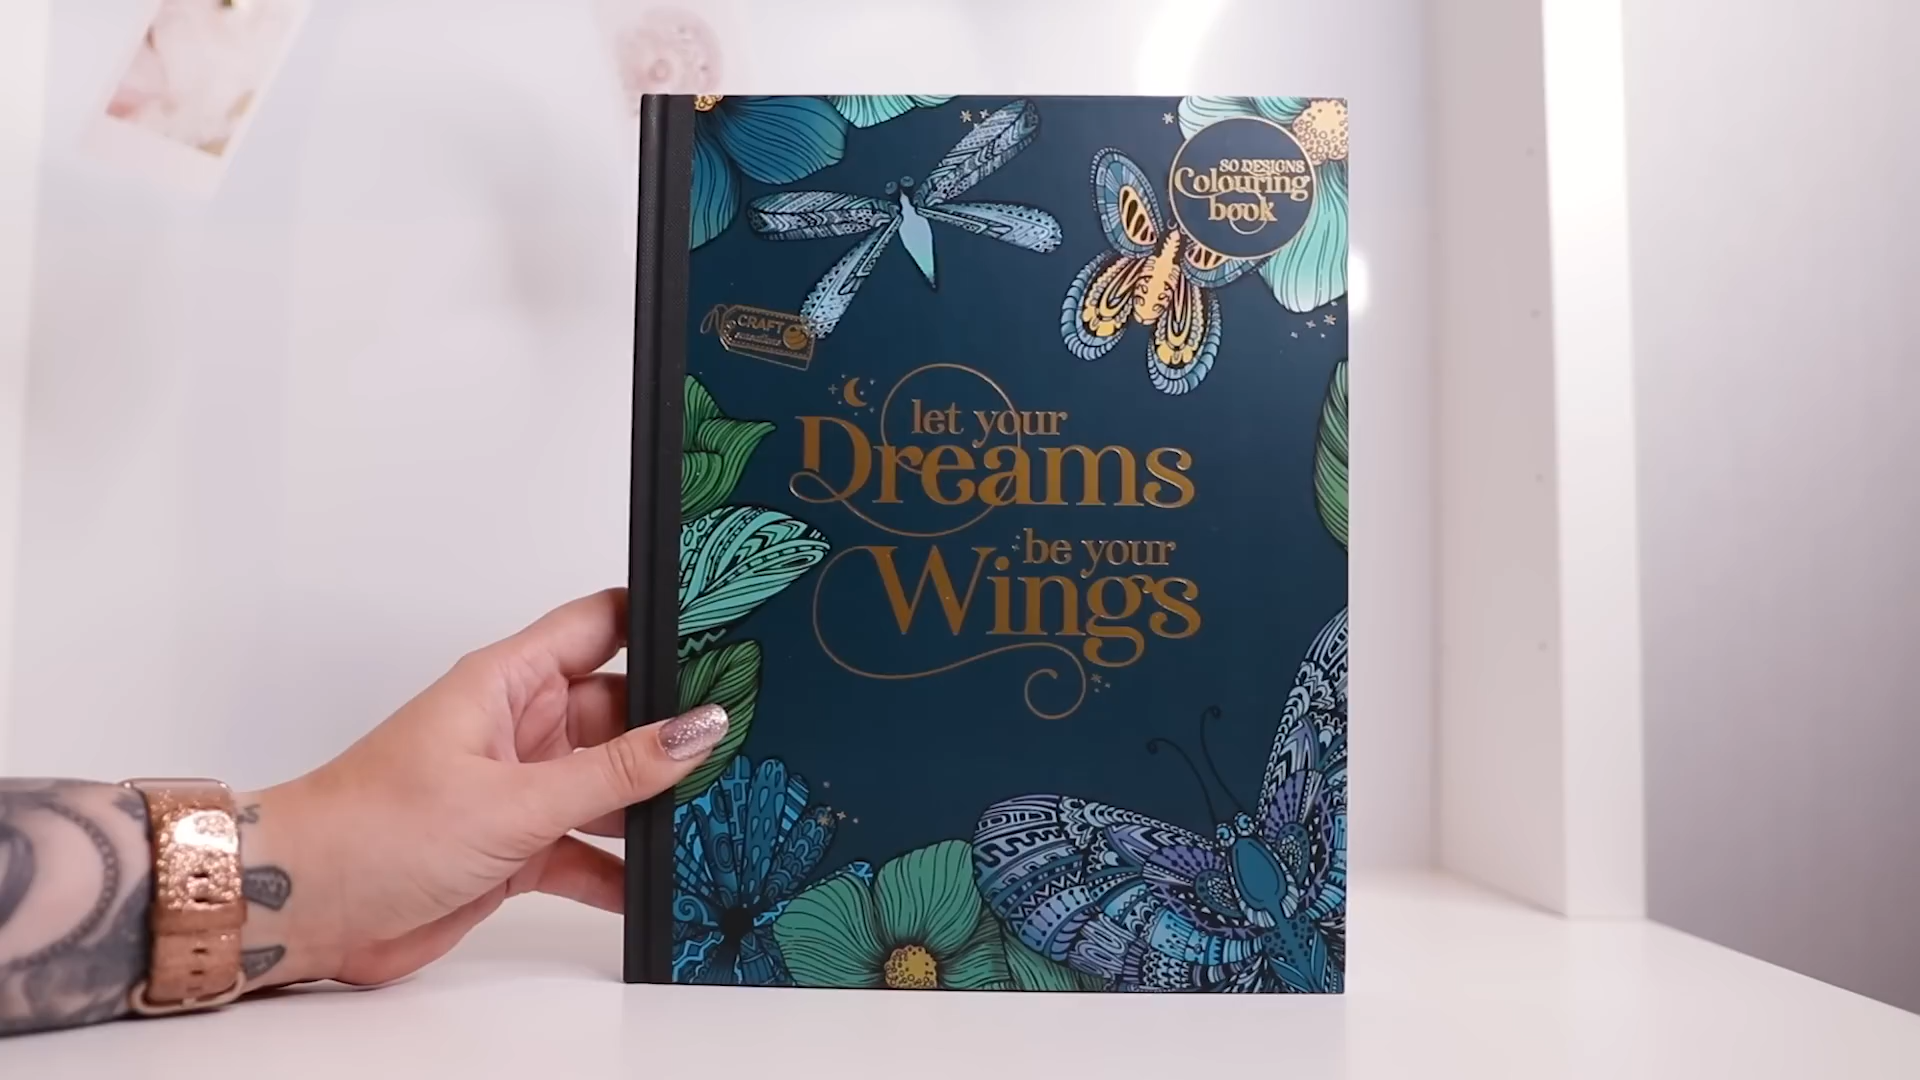 80 DESIGNS
Colouring
book
CRAFT
let your
Dreams
be your
Wings